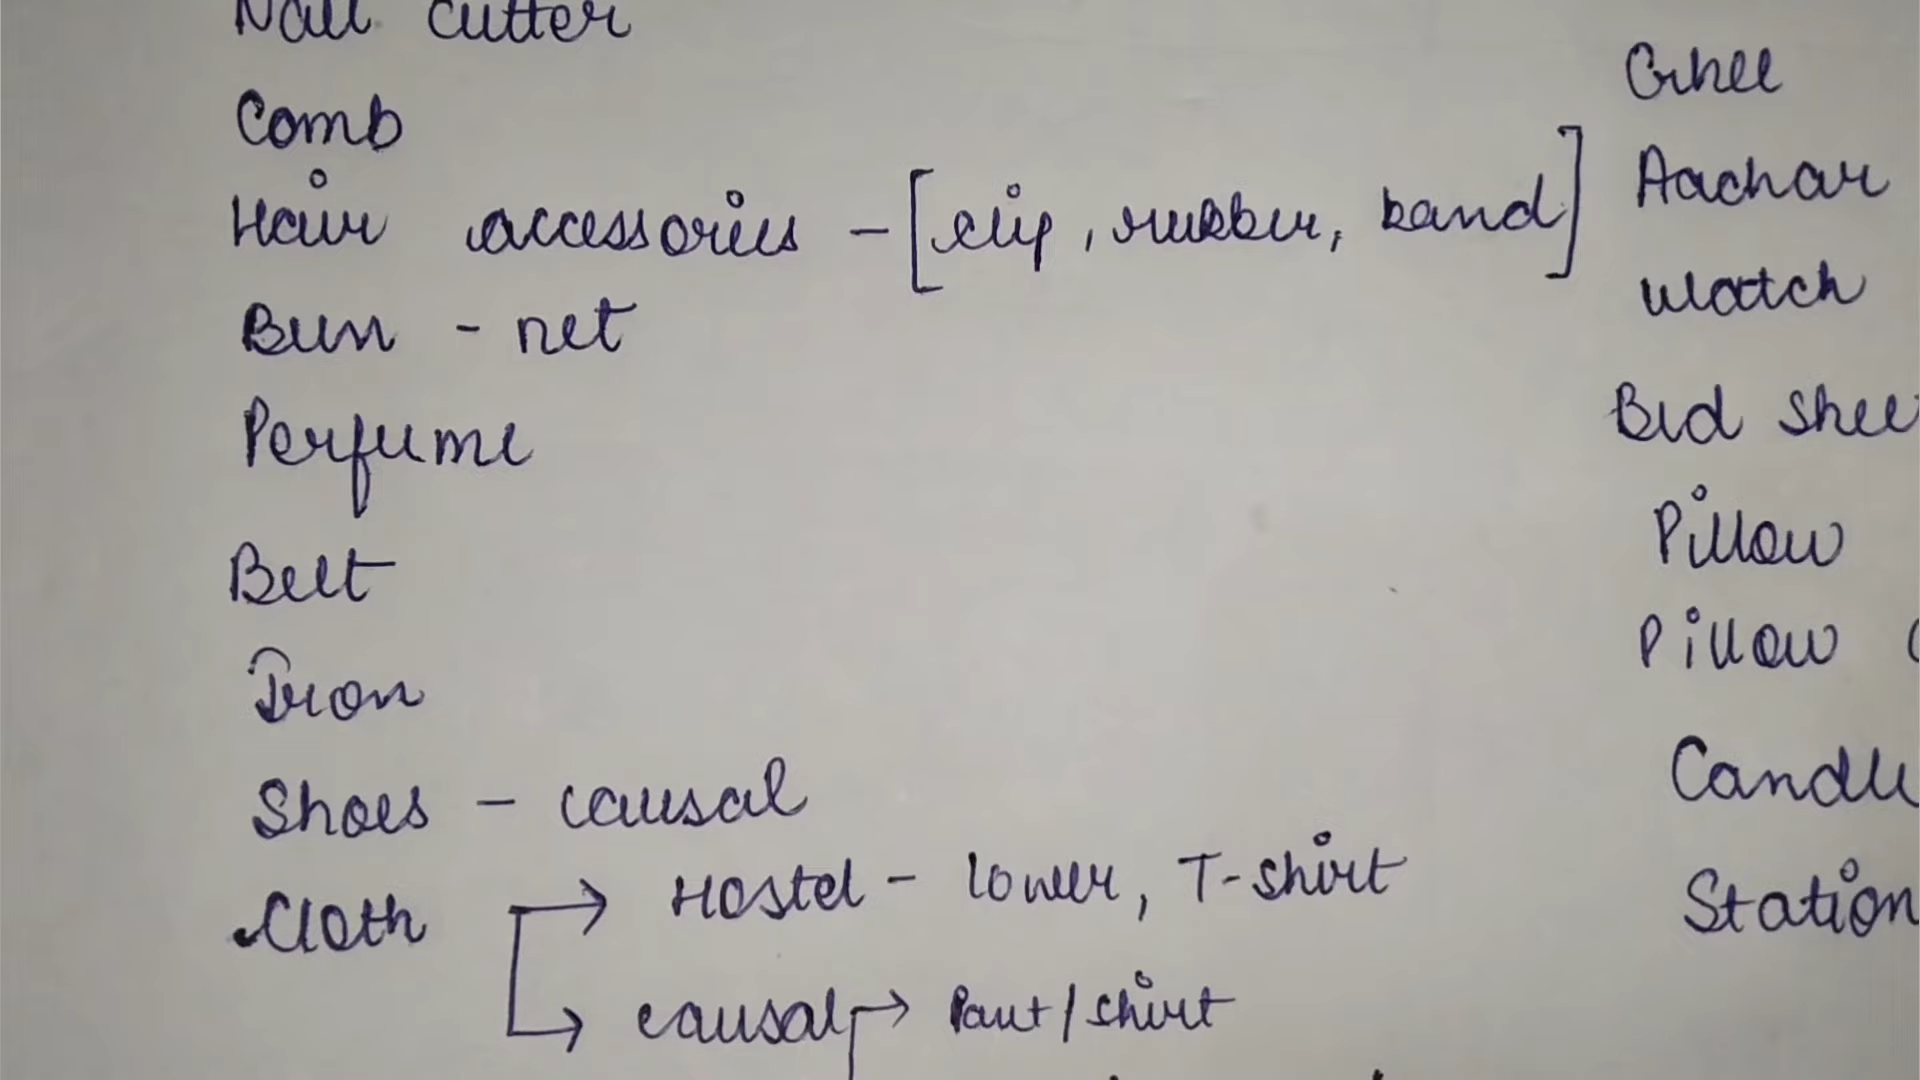 Nail cutter
Comb
Hair accessories - [clip, rubber, band]
Bun - net
Perfume
Belt
Iron
Shoes - causal
Cloth → Hostel - lower, T-shirt
→ causal → Pant/shirt
Ghee
Aachar
Watch
Bed shee
Pillow
Pillow
Candle
Station